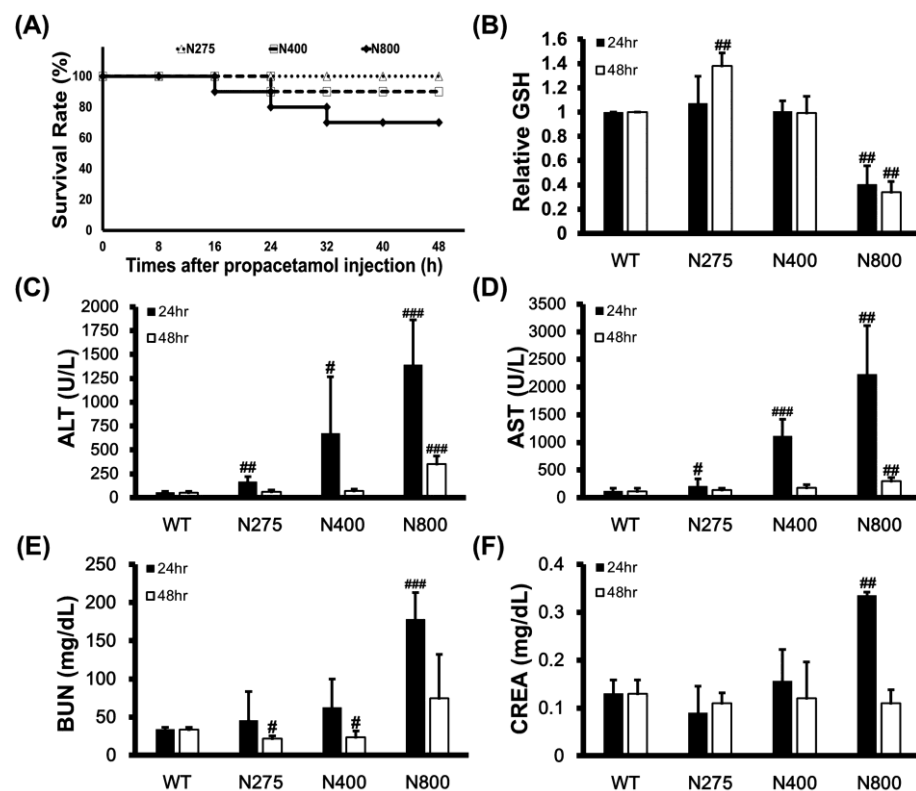 (A)
N275 N400 N800
Survival Rate (%)
100
80
60
40
20
0
0 8 16 24 32 40 48
Times after propacetamol injection (h)
(B)
24hr
48hr
Relative GSH
1.6
1.4
1.2
1
0.8
0.6
0.4
0.2
0
##
##
##
WT N275 N400 N800
(C)
24hr
48hr
ALT (U/L)
2000
1750
1500
1250
1000
750
500
250
0
##
#
###
###
WT N275 N400 N800
(D)
24hr
48hr
AST (U/L)
3500
3000
2500
2000
1500
1000
500
0
#
###
##
##
WT N275 N400 N800
(E)
24hr
48hr
BUN (mg/dL)
250
200
150
100
50
0
#
#
###
WT N275 N400 N800
(F)
24hr
48hr
CREA (mg/dL)
0.4
0.3
0.2
0.1
0
##
WT N275 N400 N800